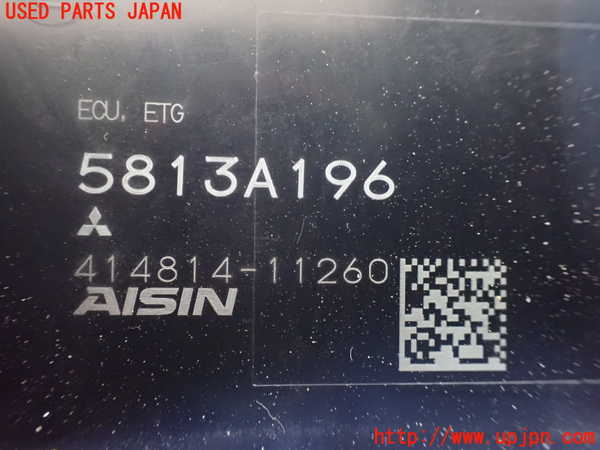 USED PARTS JAPAN
ECU, ETG
5813A196
414814-11260
AISIN
http://www.upjpn.com